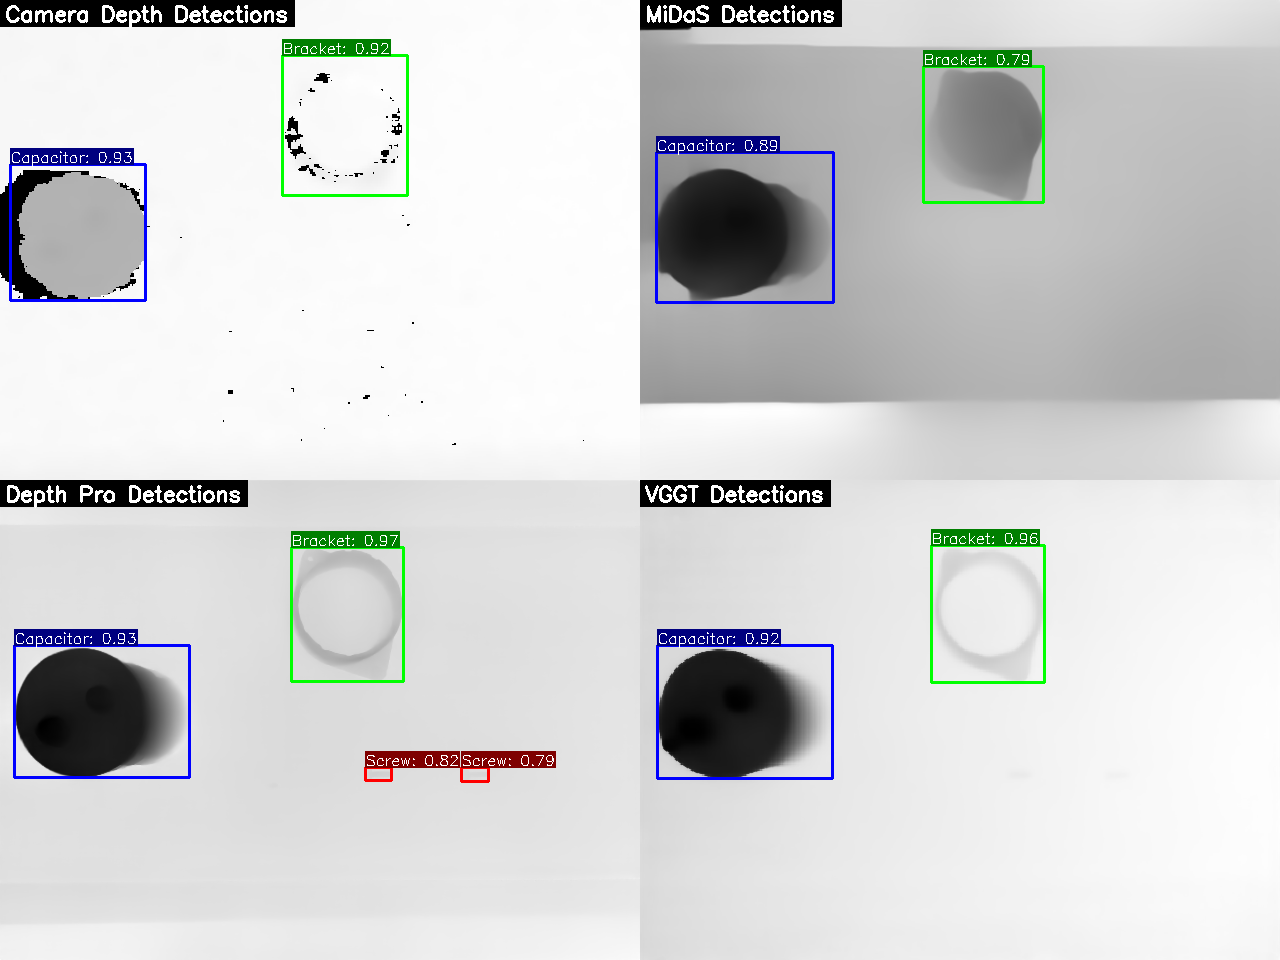 Camera Depth Detections
Bracket: 0.92
Capacitor: 0.93
MiDaS Detections
Bracket: 0.79
Capacitor: 0.89
Depth Pro Detections
Bracket: 0.97
Capacitor: 0.93
Screw: 0.82
Screw: 0.79
VGGT Detections
Bracket: 0.96
Capacitor: 0.92